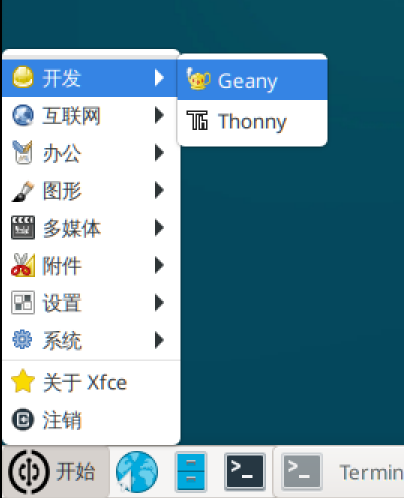 开发
Geany
互联网
Thonny
办公
图形
多媒体
附件
设置
系统
关于 Xfce
注销
开始
Termin